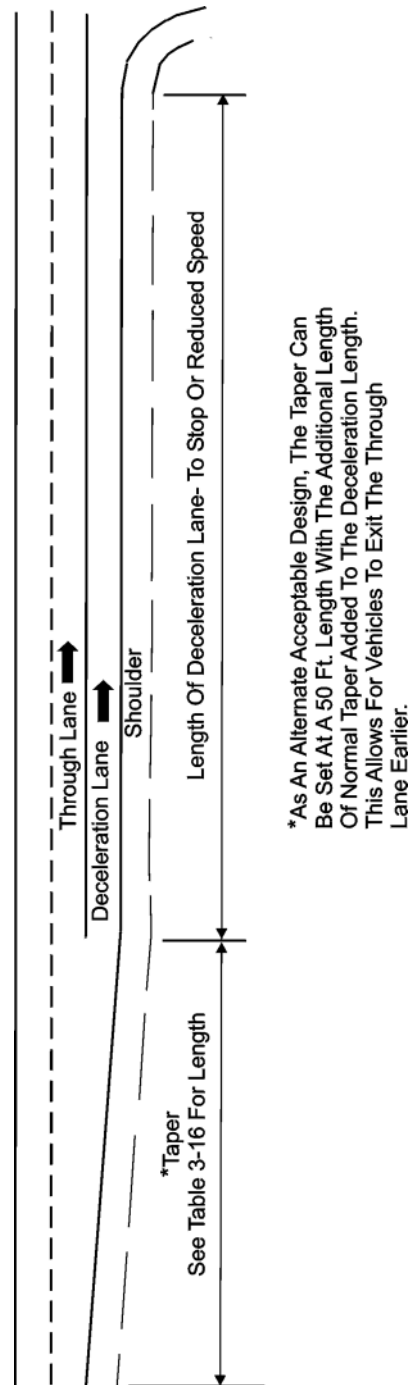 Through Lane
Deceleration Lane
Shoulder
Length Of Deceleration Lane- To Stop Or Reduced Speed
*Taper
See Table 3-16 For Length
*As An Alternate Acceptable Design, The Taper Can
Be Set At A 50 Ft. Length With The Additional Length
Of Normal Taper Added To The Deceleration Length.
This Allows For Vehicles To Exit The Through
Lane Earlier.